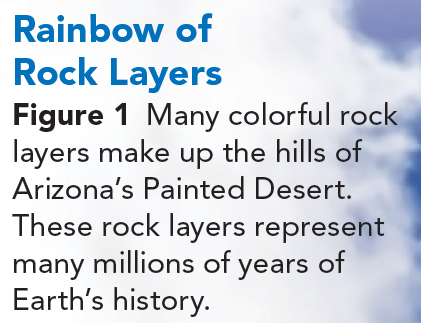 Rainbow of
Rock Layers
Figure 1 Many colorful rock
layers make up the hills of
Arizona's Painted Desert.
These rock layers represent
many millions of years of
Earth's history.